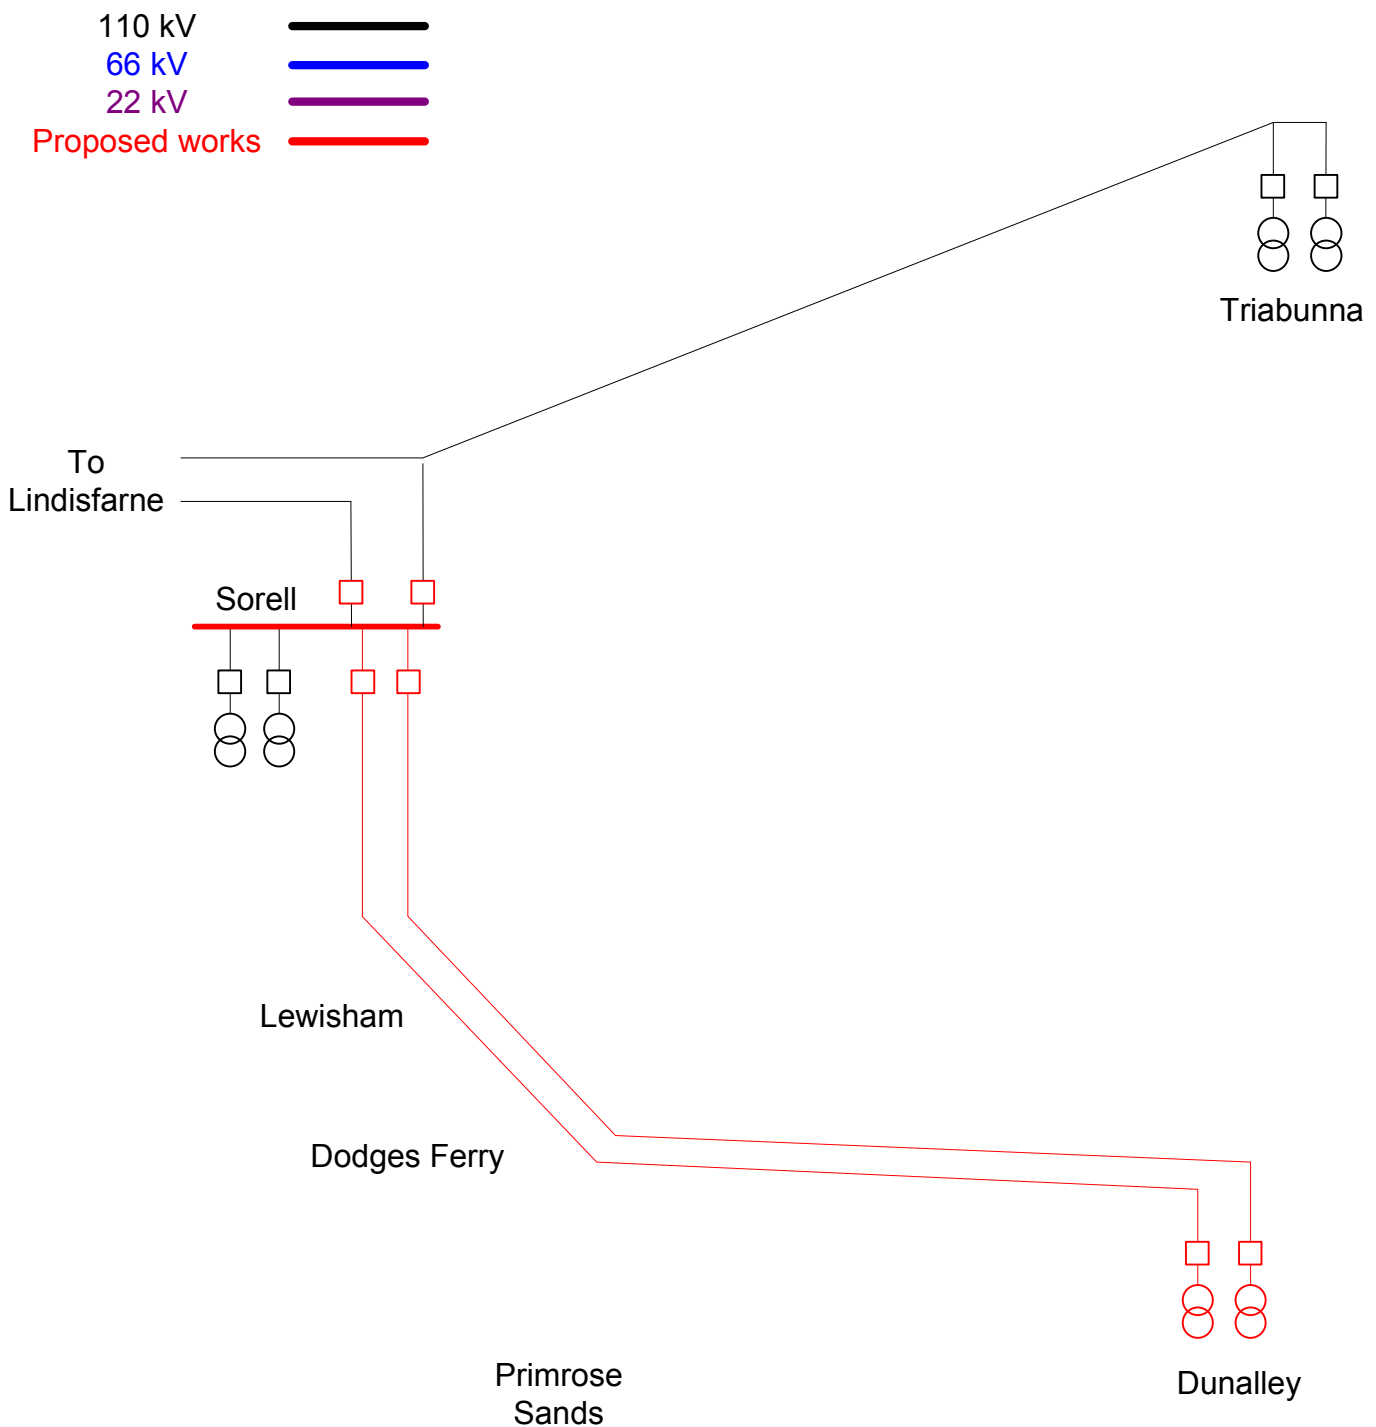 110 kV
66 kV
22 kV
Proposed works
Triabunna
To
Lindisfarne
Sorell
Lewisham
Dodges Ferry
Primrose
Sands
Dunalley